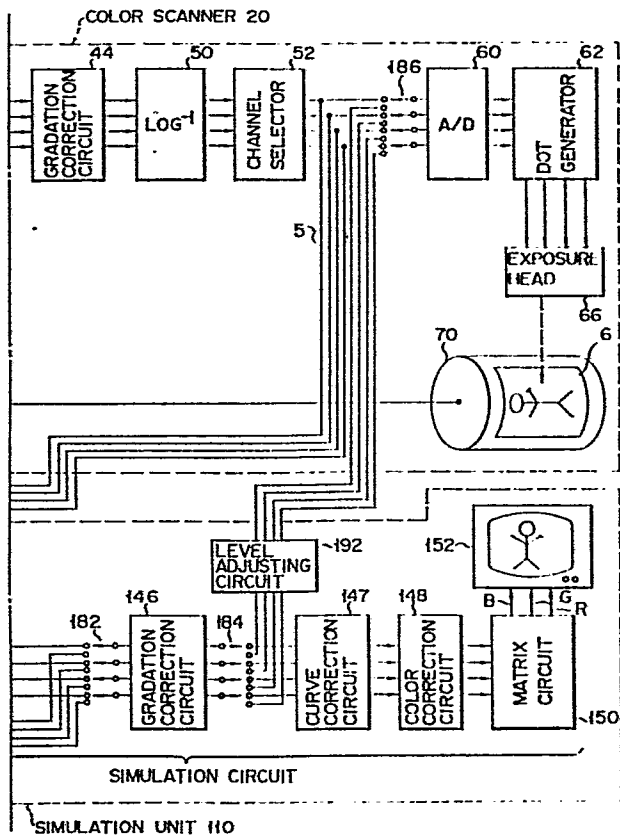 COLOR SCANNER 20
44
50
52
186
60
62
GRADATION
CORRECTION
CIRCUIT
LOG⁻¹
CHANNEL
SELECTOR
A/D
DOT
GENERATOR
5
EXPOSURE
HEAD
66
70
6
LEVEL
ADJUSTING
CIRCUIT
192
152
B
G
R
182
146
184
147
148
GRADATION
CORRECTION
CIRCUIT
CURVE
CORRECTION
CIRCUIT
COLOR
CORRECTION
CIRCUIT
MATRIX
CIRCUIT
150
SIMULATION CIRCUIT
SIMULATION UNIT 110